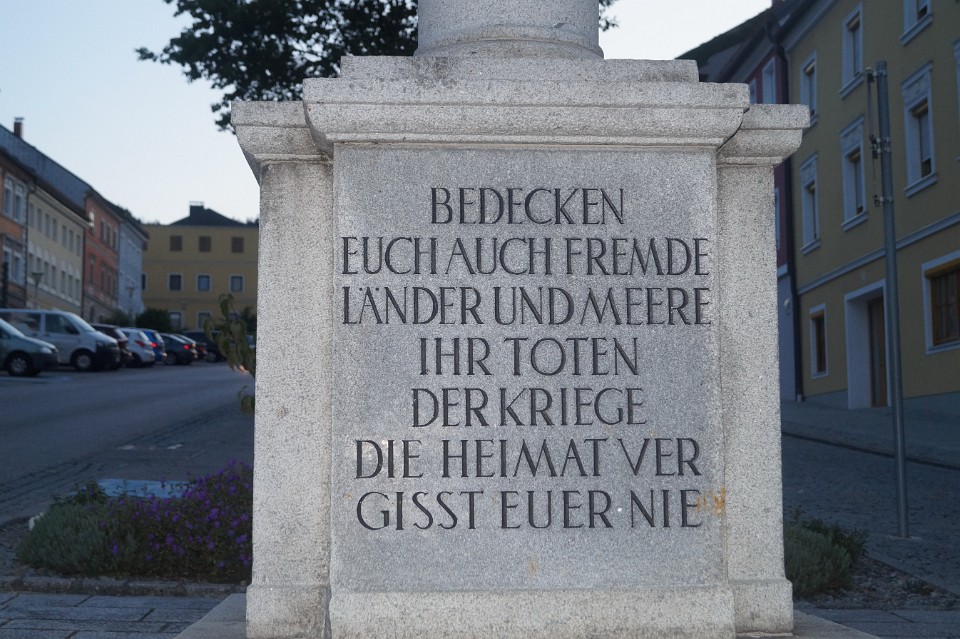 BEDECKEN
EUCH AUCH FREMDE
LÄNDER UND MEERE
IHR TOTEN
DER KRIEGE
DIE HEIMAT VER
GISST EUER NIE